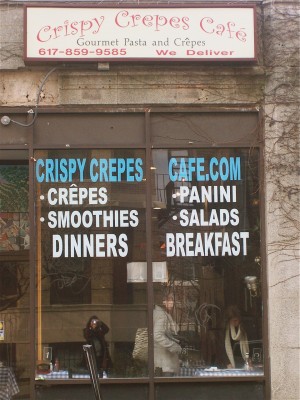 Crispy Crepes Café
Gourmet Pasta and Crêpes
617-859-9585 We Deliver
CRISPY CREPES CAFE.COM
• CRÊPES • PANINI
• SMOOTHIES • SALADS
DINNERS BREAKFAST